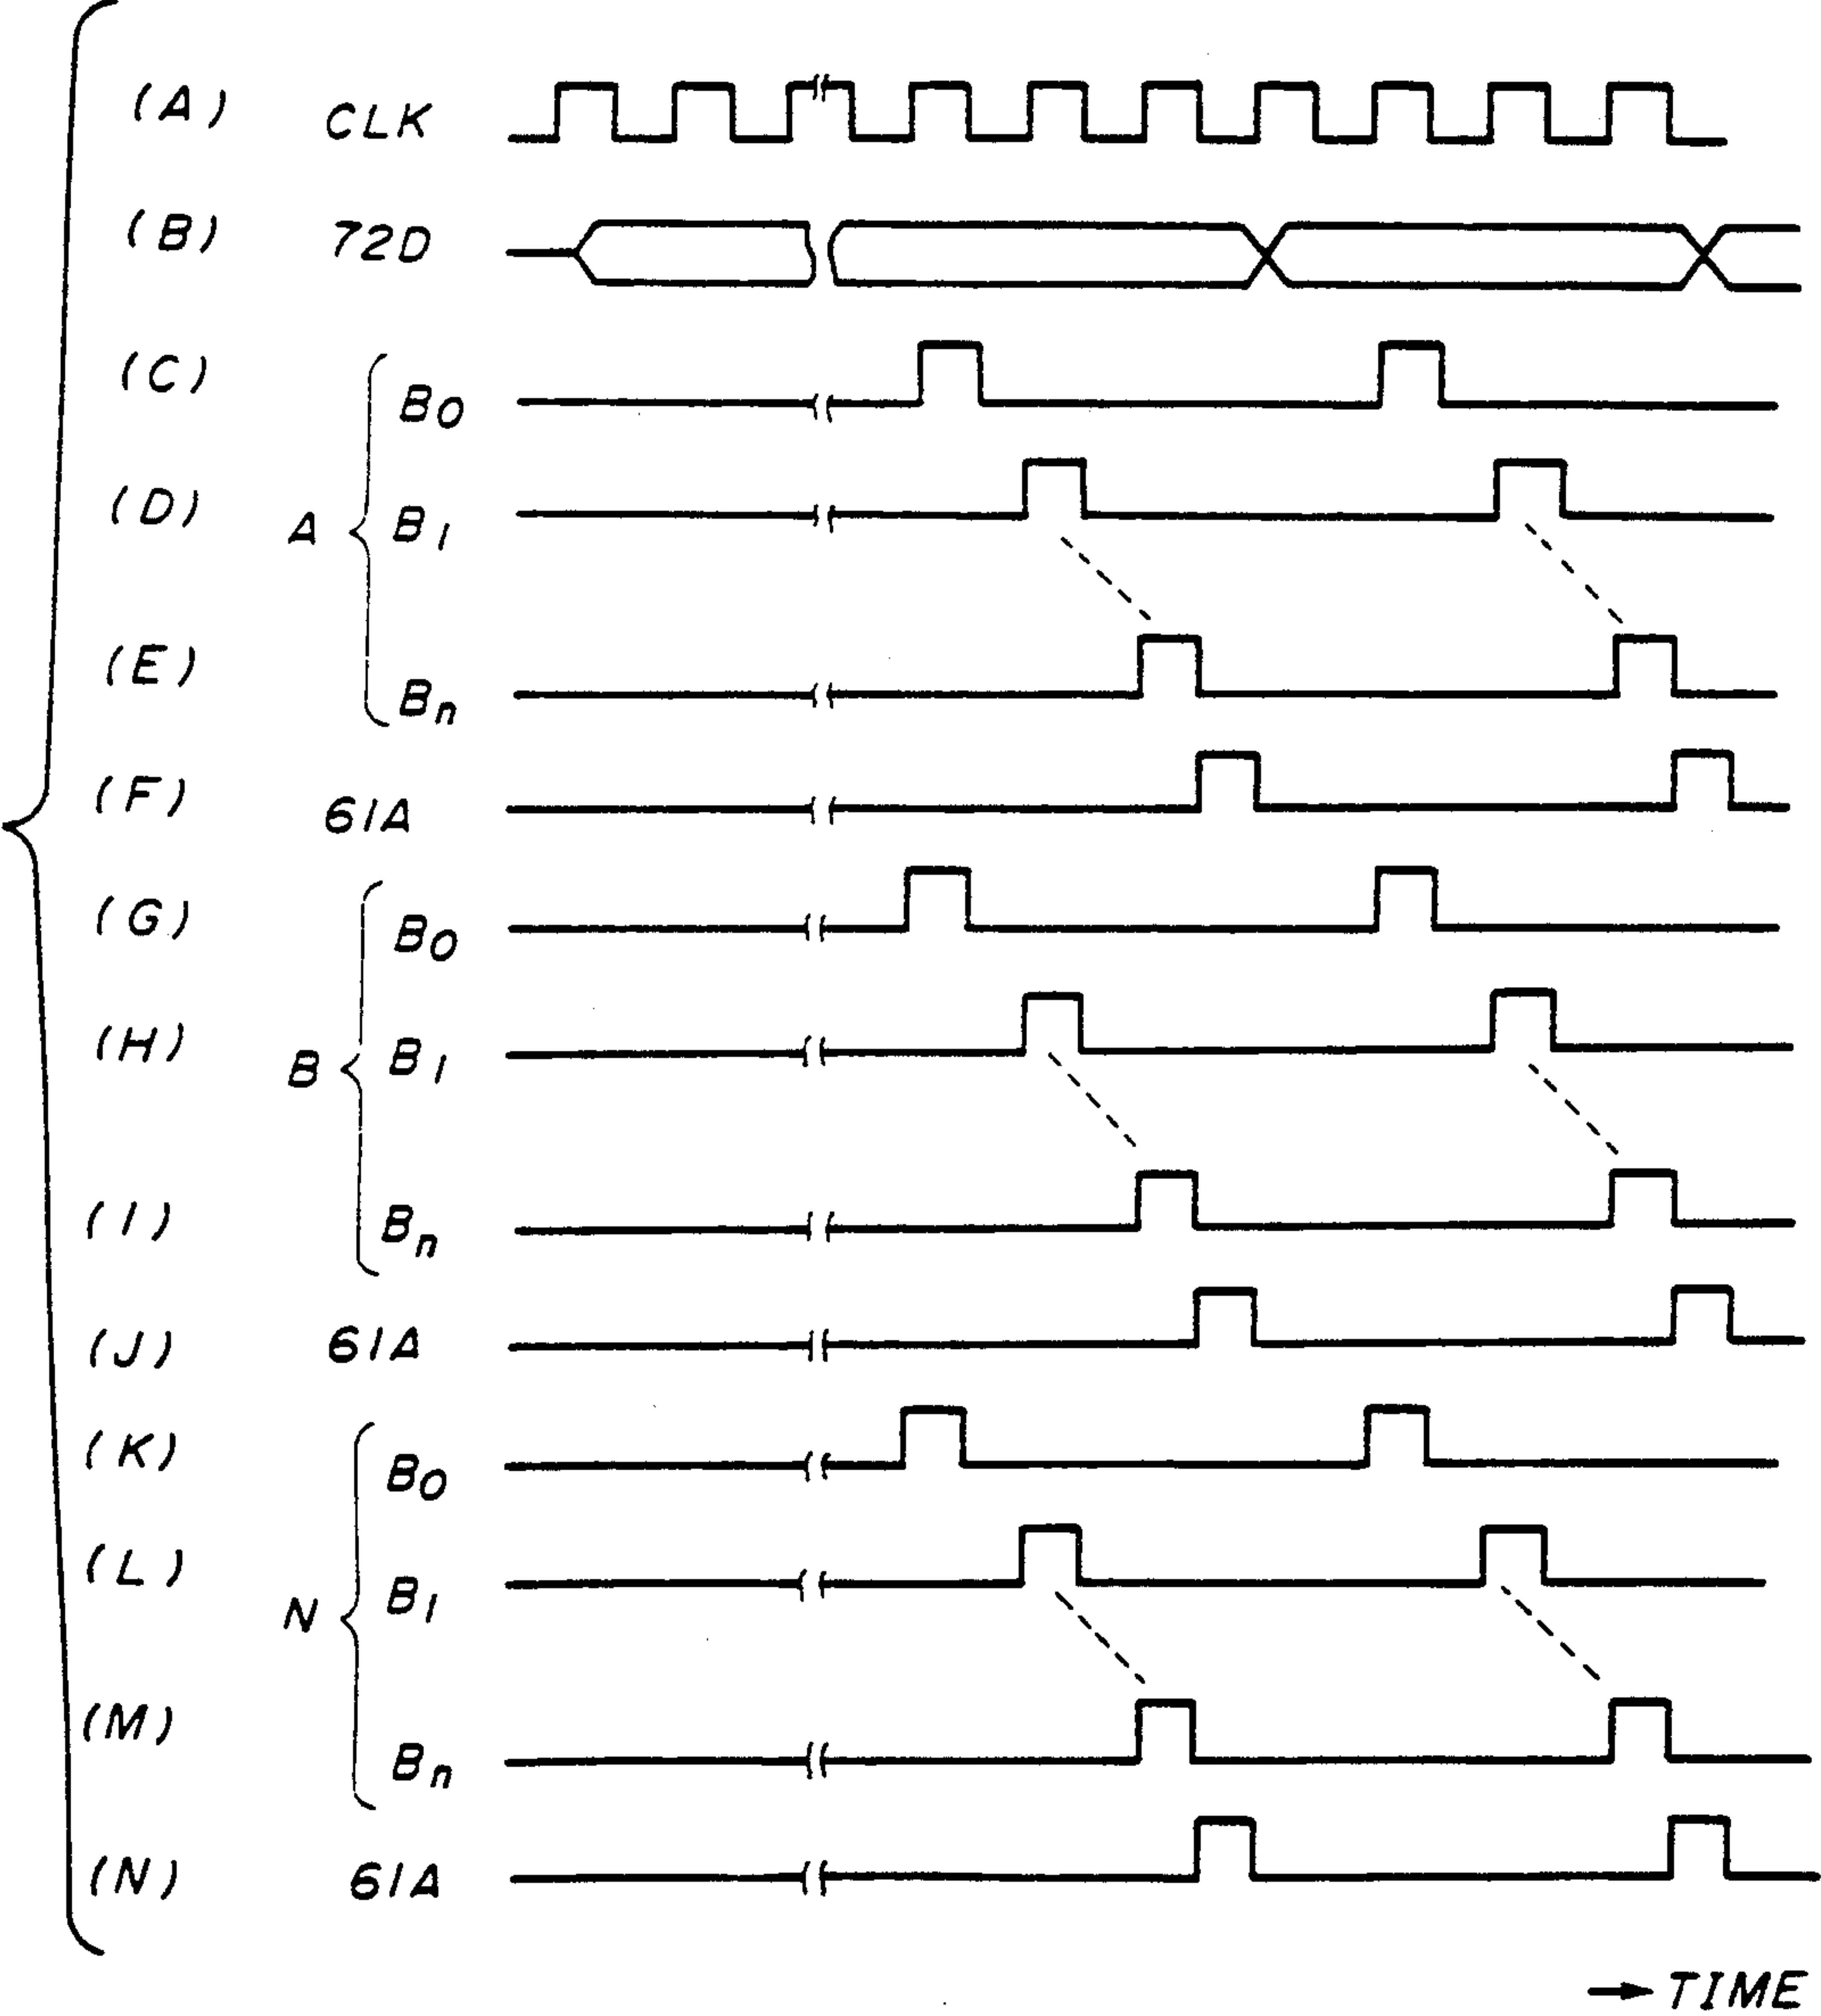 (A) CLK
(B) 72D
(C) B0
(D) A B1
(E) Bn
(F) 61A
(G) B0
(H) B B1
(I) Bn
(J) 61A
(K) B0
(L) N B1
(M) Bn
(N) 61A
→ TIME